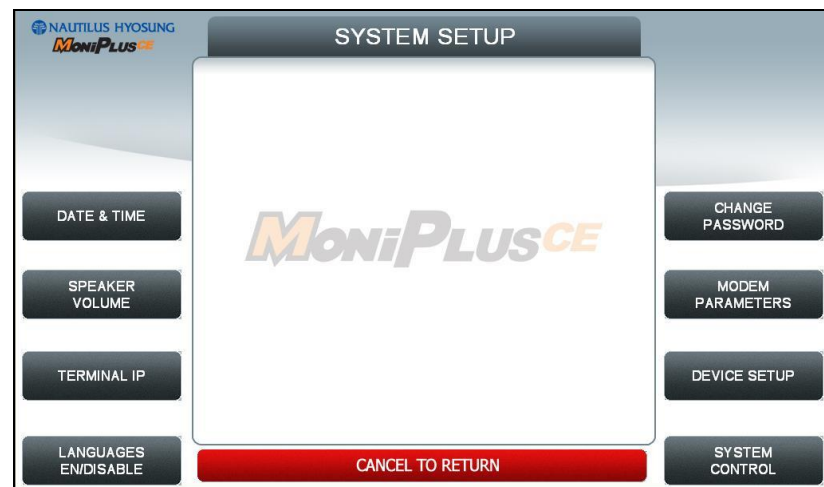 NAUTILUS HYOSUNG
MoniPlusCE
SYSTEM SETUP
MoniPlusCE
DATE & TIME
SPEAKER
VOLUME
TERMINAL IP
LANGUAGES
EN/DISABLE
CHANGE
PASSWORD
MODEM
PARAMETERS
DEVICE SETUP
SYSTEM
CONTROL
CANCEL TO RETURN